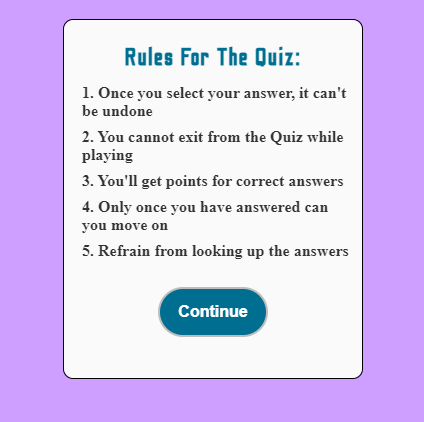 Rules For The Quiz:
1. Once you select your answer, it can't
be undone
2. You cannot exit from the Quiz while
playing
3. You'll get points for correct answers
4. Only once you have answered can
you move on
5. Refrain from looking up the answers
Continue